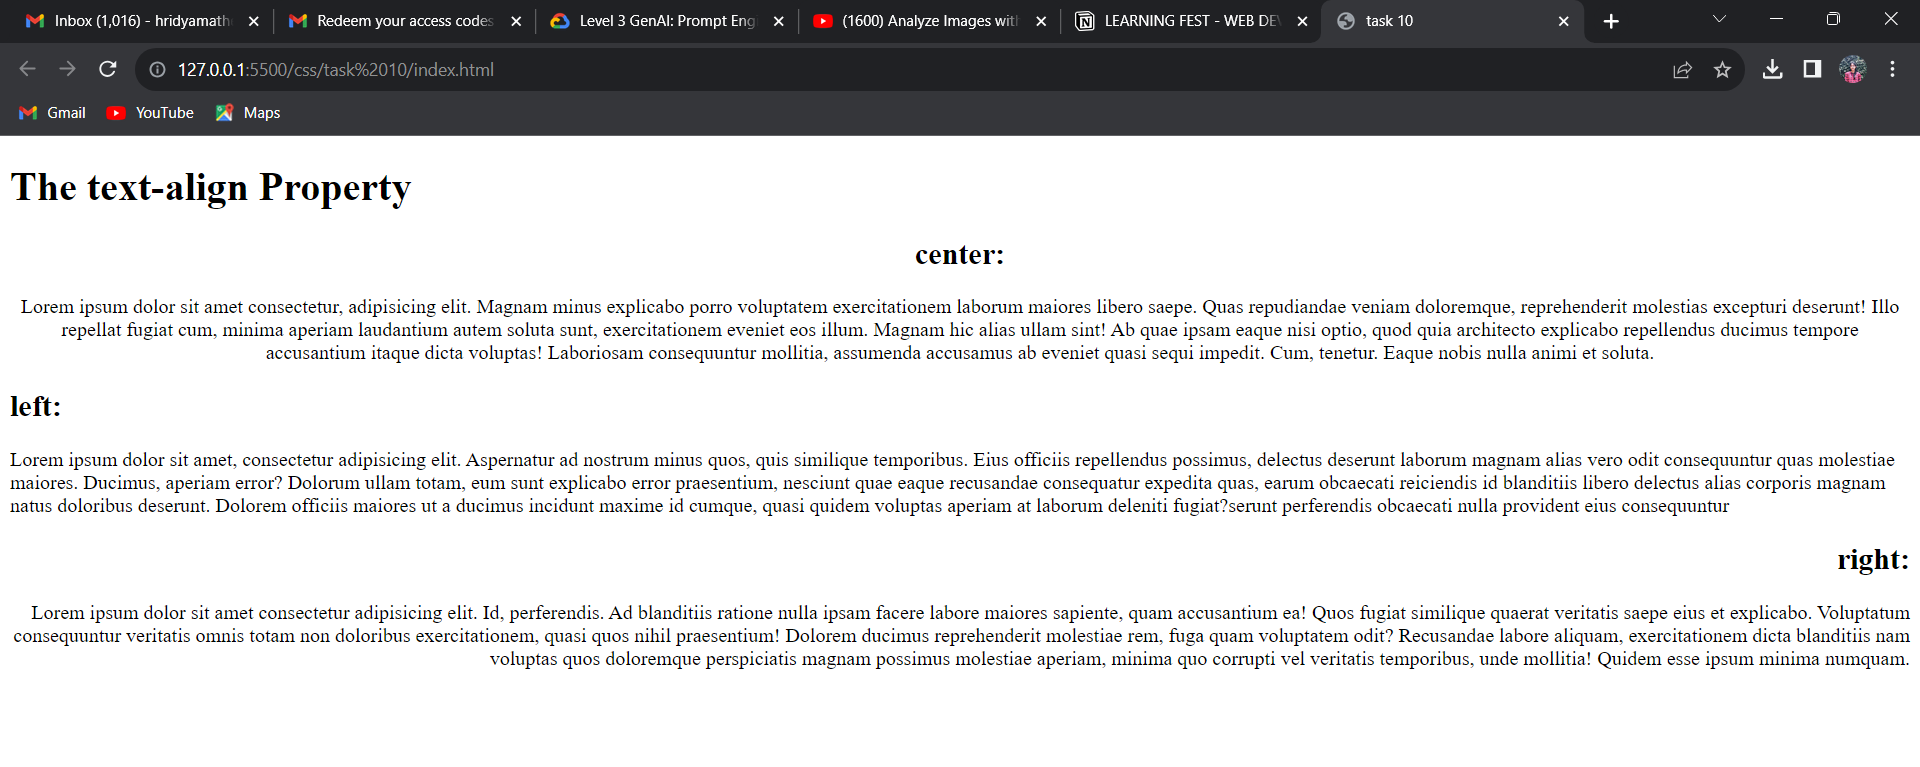 Inbox (1,016) - hridyamath
Redeem your access codes
Level 3 GenAI: Prompt Eng
(1600) Analyze Images with
LEARNING FEST - WEB DEV
task 10
127.0.0.1:5500/css/task%2010/index.html
Gmail
YouTube
Maps
The text-align Property
center:
Lorem ipsum dolor sit amet consectetur, adipisicing elit. Magnam minus explicabo porro voluptatem exercitationem laborum maiores libero saepe. Quas repudiandae veniam doloremque, reprehenderit molestias excepturi deserunt! Illo
repellat fugiat cum, minima aperiam laudantium autem soluta sunt, exercitationem eveniet eos illum. Magnam hic alias ullam sint! Ab quae ipsam eaque nisi optio, quod quia architecto explicabo repellendus ducimus tempore
accusantium itaque dicta voluptas! Laboriosam consequuntur mollitia, assumenda accusamus ab eveniet quasi sequi impedit. Cum, tenetur. Eaque nobis nulla animi et soluta.
left:
Lorem ipsum dolor sit amet, consectetur adipisicing elit. Aspernatur ad nostrum minus quos, quis similique temporibus. Eius officiis repellendus possimus, delectus deserunt laborum magnam alias vero odit consequuntur quas molestiae
maiores. Ducimus, aperiam error? Dolorum ullam totam, eum sunt explicabo error praesentium, nesciunt quae eaque recusandae consequatur expedita quas, earum obcaecati reiciendis id blanditiis libero delectus alias corporis magnam
natus doloribus deserunt. Dolorem officiis maiores ut a ducimus incidunt maxime id cumque, quasi quidem voluptas aperiam at laborum deleniti fugiat?serunt perferendis obcaecati nulla provident eius consequuntur
right:
Lorem ipsum dolor sit amet consectetur adipisicing elit. Id, perferendis. Ad blanditiis ratione nulla ipsam facere labore maiores sapiente, quam accusantium ea! Quos fugiat similique quaerat veritatis saepe eius et explicabo. Voluptatum
consequuntur veritatis omnis totam non doloribus exercitationem, quasi quos nihil praesentium! Dolorem ducimus reprehenderit molestiae rem, fuga quam voluptatem odit? Recusandae labore aliquam, exercitationem dicta blanditiis nam
voluptas quos doloremque perspiciatis magnam possimus molestiae aperiam, minima quo corrupti vel veritatis temporibus, unde mollitia! Quidem esse ipsum minima numquam.